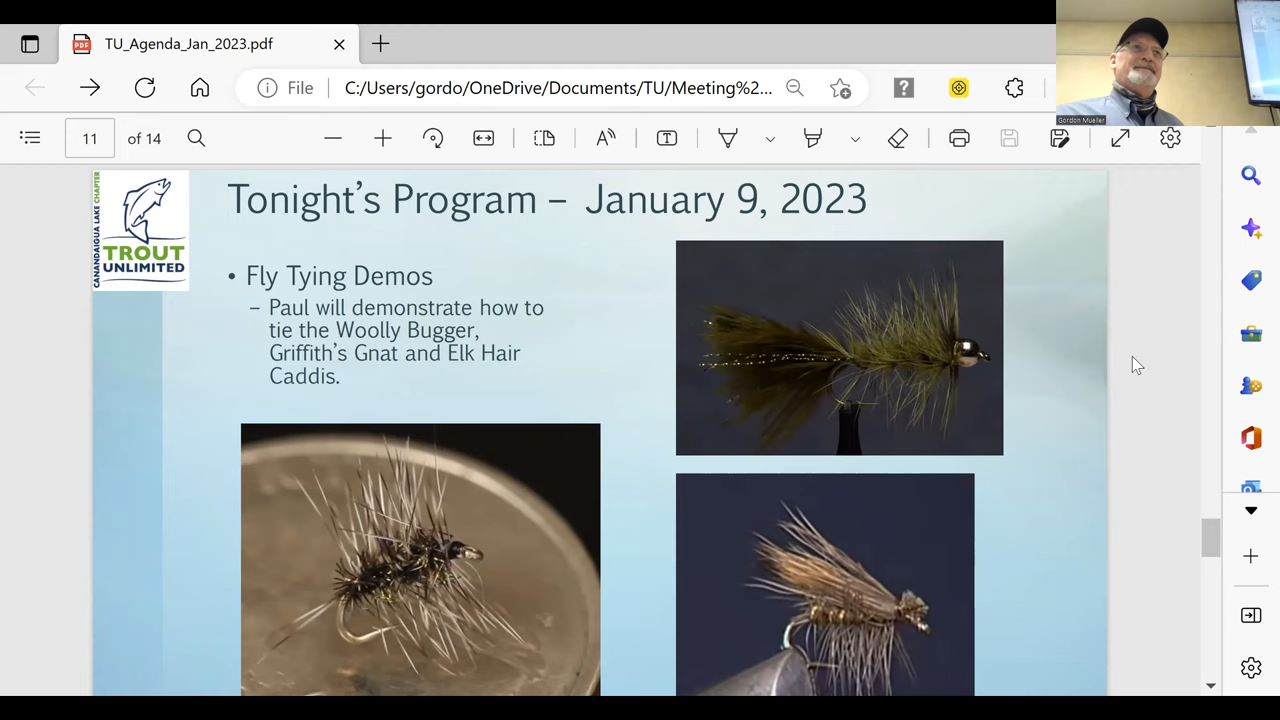 TU_Agenda_Jan_2023.pdf
PDF
File
C:/Users/gordo/OneDrive/Documents/TU/Meeting%2...
Gordon Mueller
11 of 14
CANANDAIGUA LAKE CHAPTER
TROUT
UNLIMITED
Tonight's Program – January 9, 2023
• Fly Tying Demos
– Paul will demonstrate how to
tie the Woolly Bugger,
Griffith's Gnat and Elk Hair
Caddis.